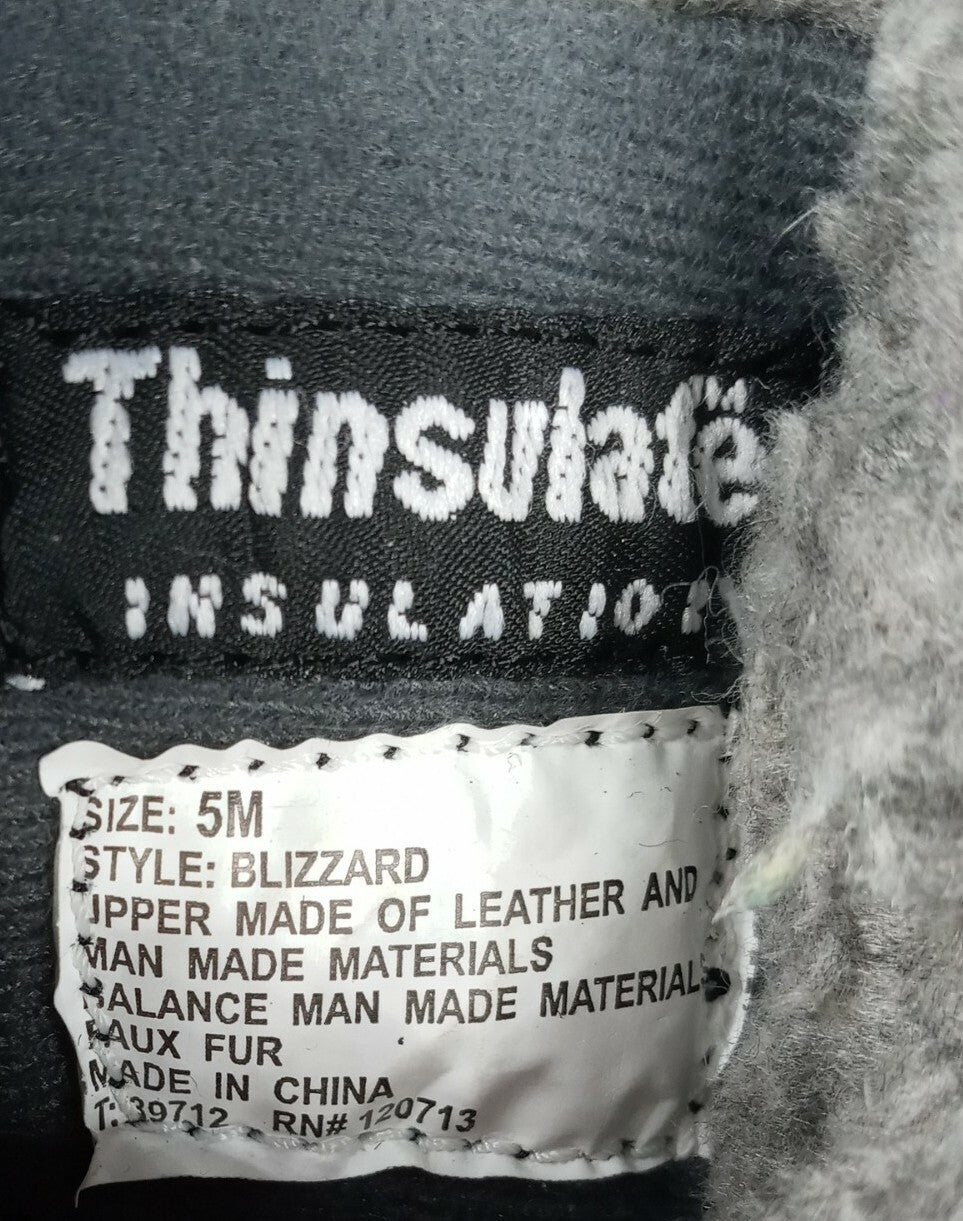 Thinsulate
INSULATION
SIZE: 5M
STYLE: BLIZZARD
UPPER MADE OF LEATHER AND
MAN MADE MATERIALS
BALANCE MAN MADE MATERIALS
FAUX FUR
MADE IN CHINA
T: 39712 RN# 120713